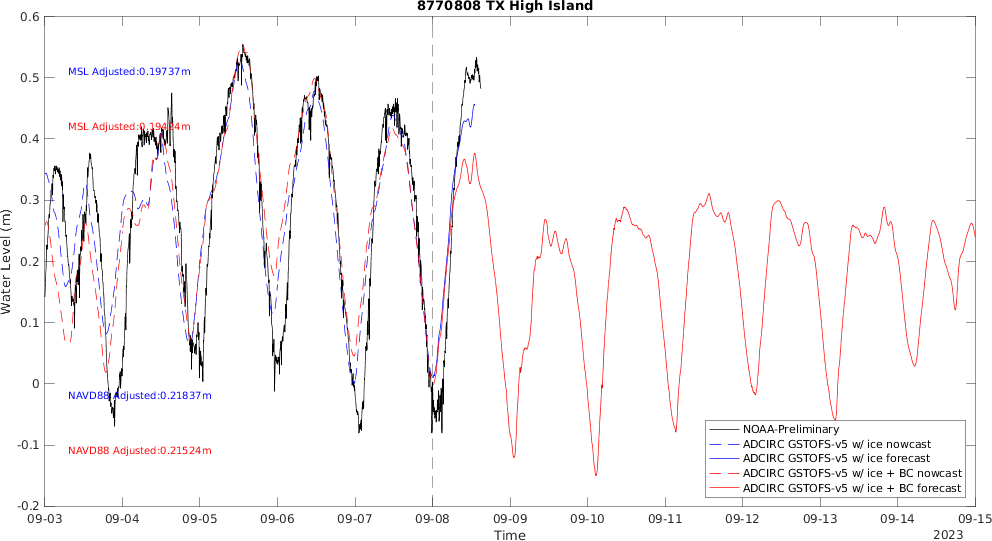 8770808 TX High Island
0.6
0.5
0.4
0.3
0.2
0.1
0
-0.1
-0.2
Water Level (m)
MSL Adjusted:0.19737m
MSL Adjusted:0.19424m
NAVD88 Adjusted:0.21837m
NAVD88 Adjusted:0.21524m
NOAA-Preliminary
ADCIRC GSTOFS-v5 w/ ice nowcast
ADCIRC GSTOFS-v5 w/ ice forecast
ADCIRC GSTOFS-v5 w/ ice + BC nowcast
ADCIRC GSTOFS-v5 w/ ice + BC forecast
09-03 09-04 09-05 09-06 09-07 09-08 09-09 09-10 09-11 09-12 09-13 09-14 09-15
Time
2023